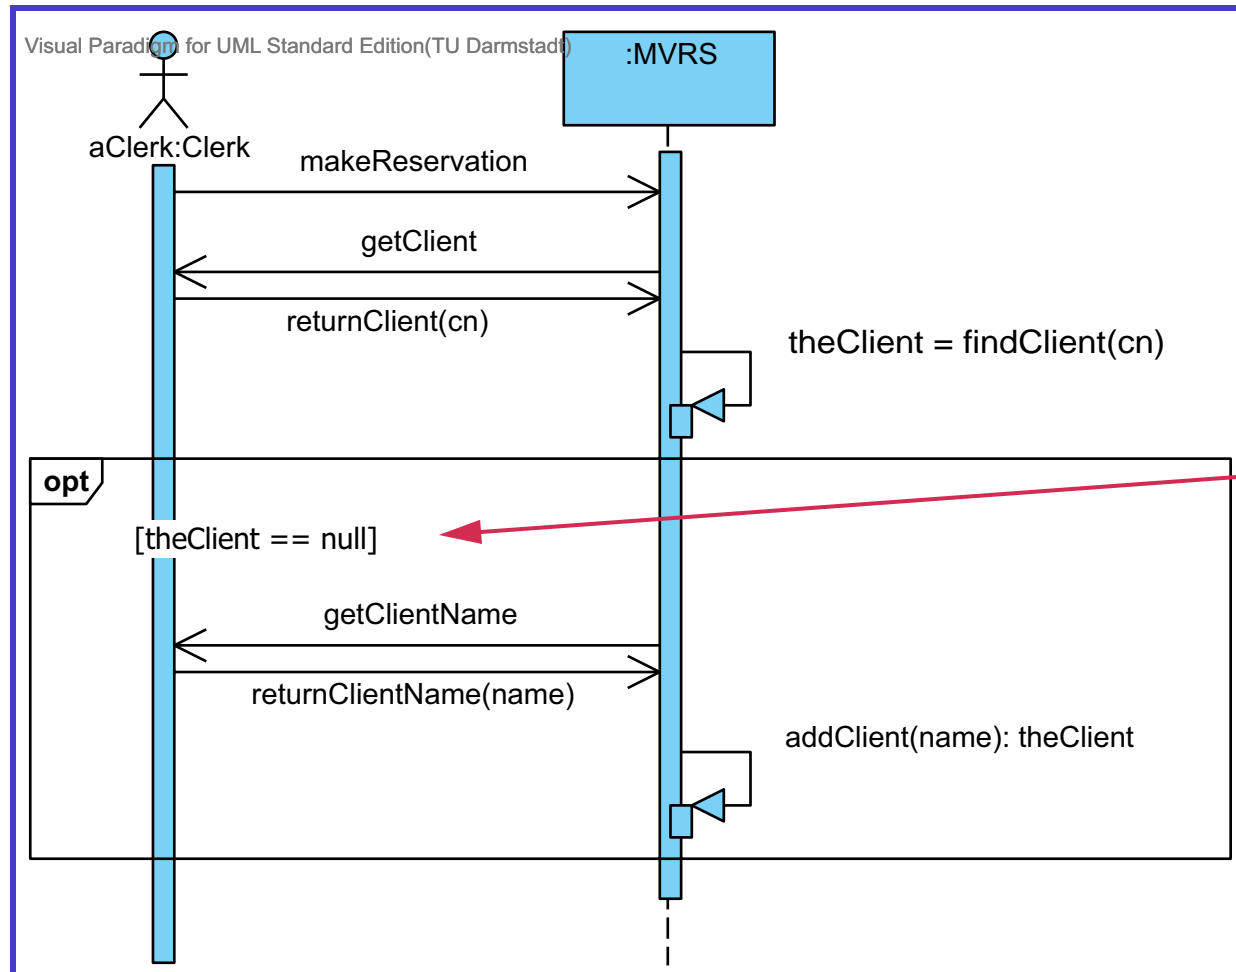 Visual Paradigm for UML Standard Edition(TU Darmstadt)
:MVRS
aClerk:Clerk
makeReservation
getClient
returnClient(cn)
theClient = findClient(cn)
opt
[theClient == null]
getClientName
returnClientName(name)
addClient(name): theClient